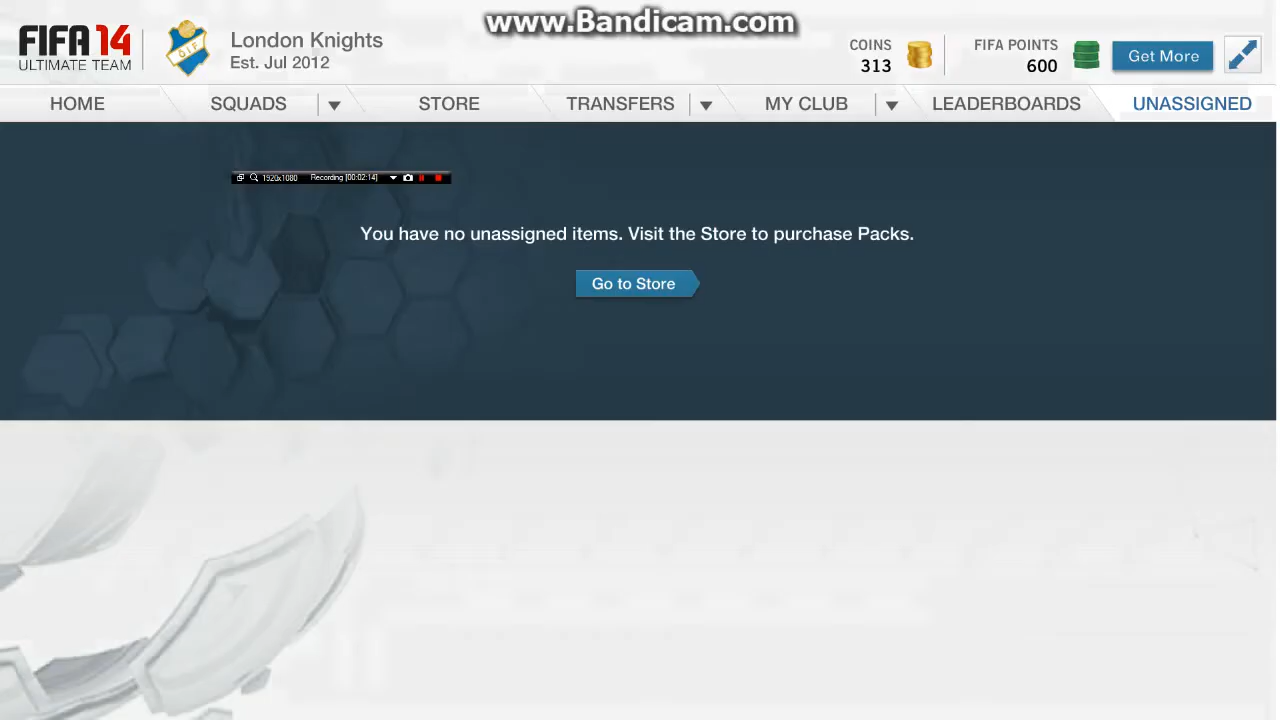 www.Bandicam.com
FIFA 14
ULTIMATE TEAM
G.I.F
London Knights
Est. Jul 2012
COINS
313
FIFA POINTS
600
Get More
HOME
SQUADS
STORE
TRANSFERS
MY CLUB
LEADERBOARDS
UNASSIGNED
1920x1080 Recording [00:02:14]
You have no unassigned items. Visit the Store to purchase Packs.
Go to Store